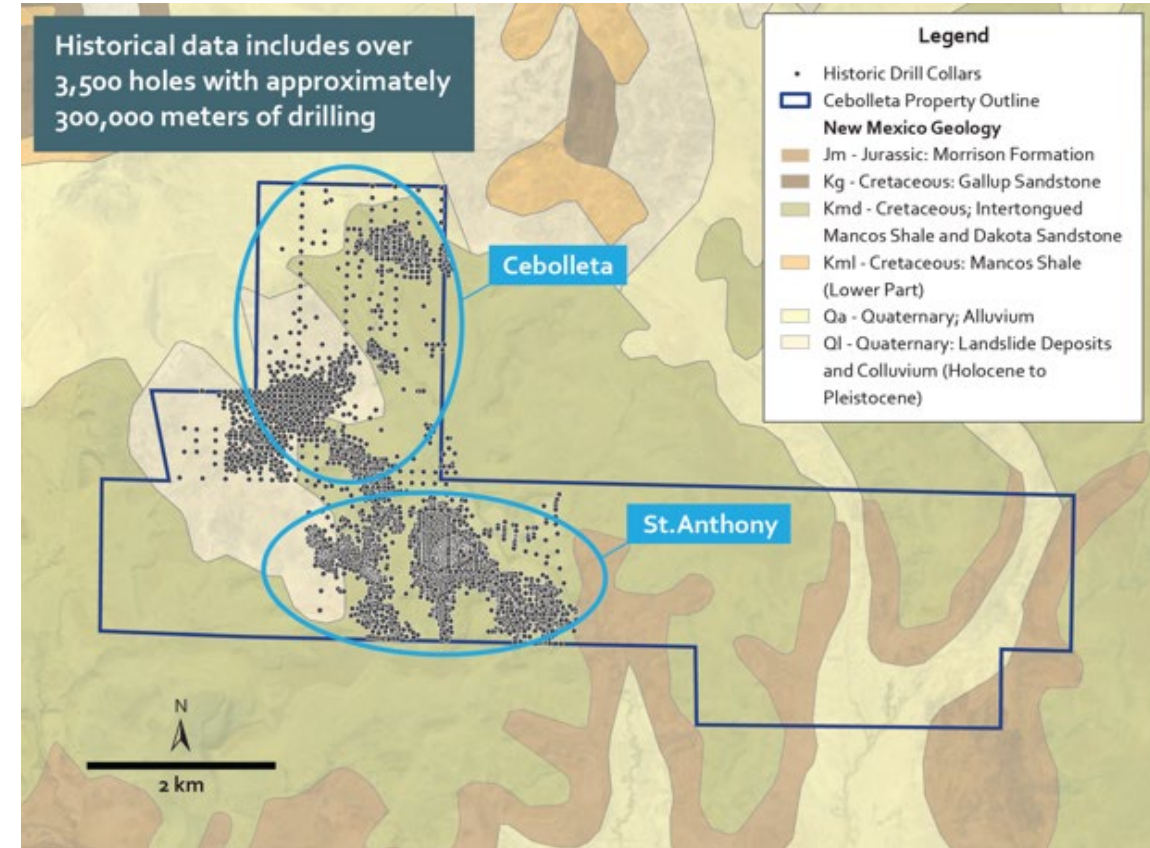 Historical data includes over
3,500 holes with approximately
300,000 meters of drilling
Legend
Historic Drill Collars
Cebolleta Property Outline
New Mexico Geology
Jm - Jurassic: Morrison Formation
Kg - Cretaceous: Gallup Sandstone
Kmd - Cretaceous; Intertongued
Mancos Shale and Dakota Sandstone
Kml - Cretaceous: Mancos Shale
(Lower Part)
Qa - Quaternary; Alluvium
Ql - Quaternary: Landslide Deposits
and Colluvium (Holocene to
Pleistocene)
Cebolleta
St.Anthony
N
2 km